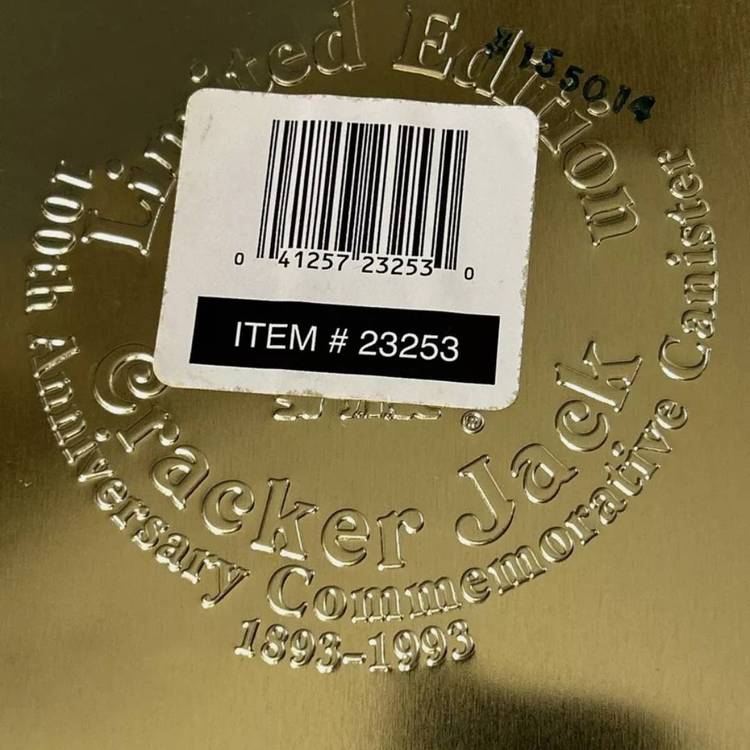 Limited Edition
#155014
0 41257 23253 0
ITEM # 23253
®
Cracker Jack
100th Anniversary Commemorative Canister
1893-1993